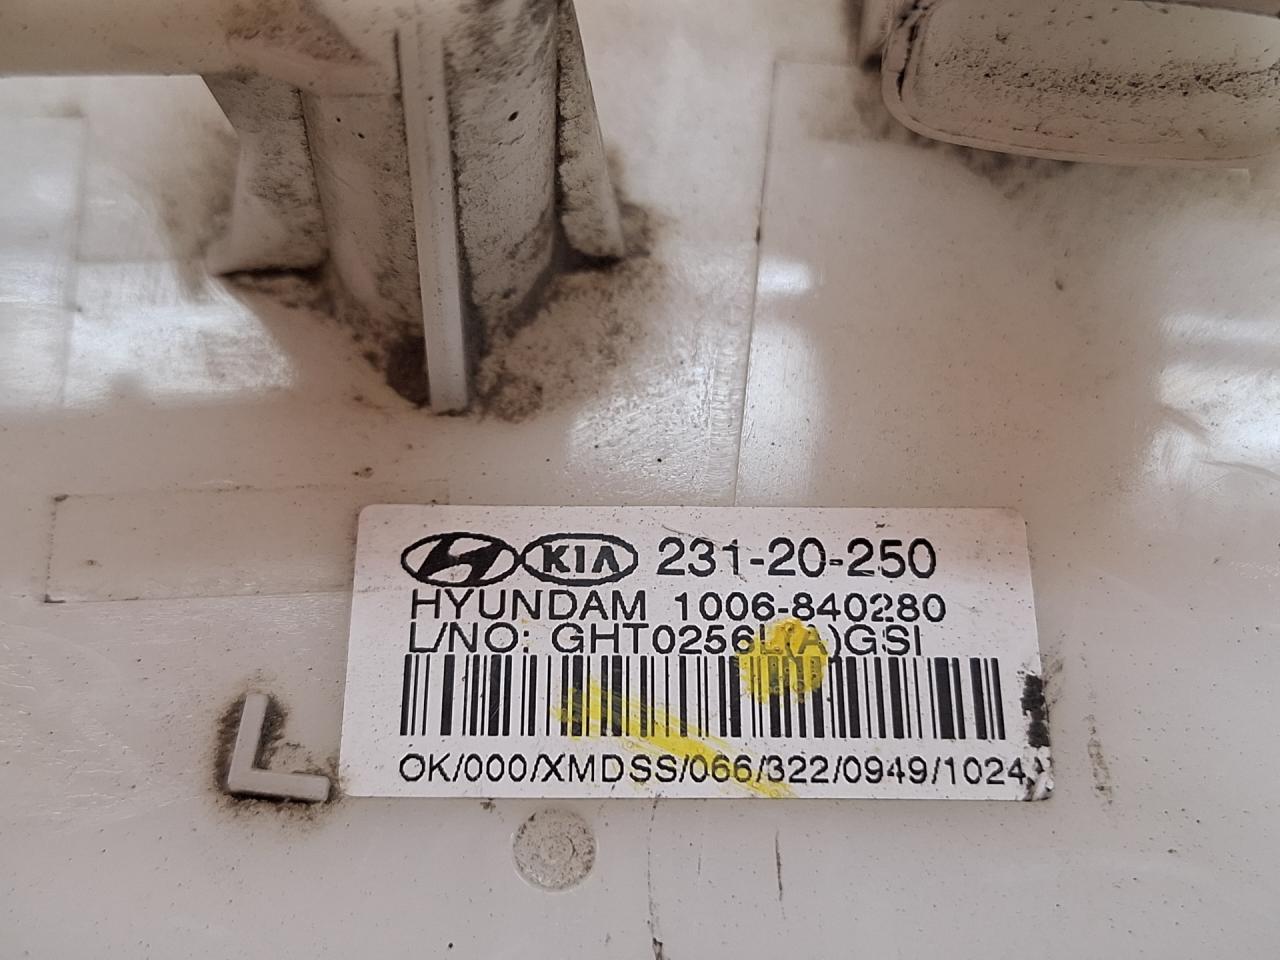 KIA 231-20-250
HYUNDAM 1006-840280
L/NO: GHT0256L(A)GSI
OK/000/XMDSS/066/322/0949/1024
L